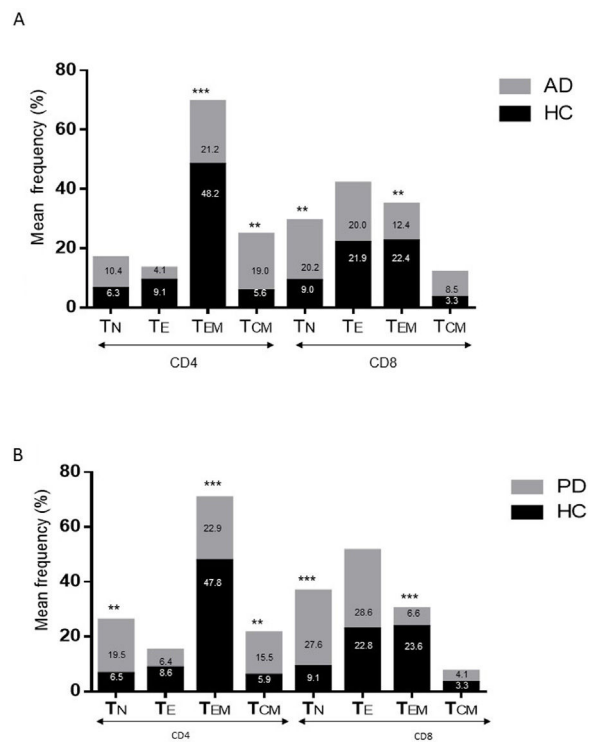 A
80
60
40
20
0
Mean frequency (%)
AD
HC
*** ** ** **
10.4 4.1 21.2 19.0 20.2 20.0 12.4 8.5
6.3 9.1 48.2 5.6 9.0 21.9 22.4 3.3
TN TE TEM TCM TN TE TEM TCM
CD4 CD8
B
80
60
40
20
0
Mean frequency (%)
PD
HC
** *** ** *** ***
19.5 6.4 22.9 15.5 27.6 28.6 6.6 4.1
6.5 8.6 47.8 5.9 9.1 22.8 23.6 3.3
TN TE TEM TCM TN TE TEM TCM
CD4 CD8